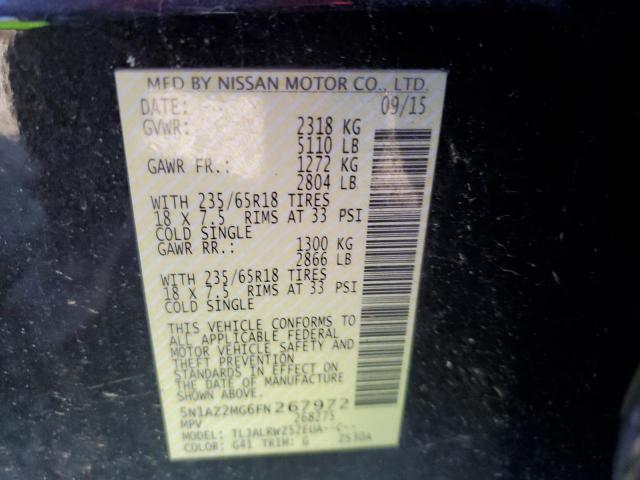 MFD BY NISSAN MOTOR CO., LTD.
DATE: 09/15
GVWR: 2318 KG
5110 LB
GAWR FR.: 1272 KG
2804 LB
WITH 235/65R18 TIRES
18 X 7.5 RIMS AT 33 PSI
COLD SINGLE
GAWR RR.: 1300 KG
2866 LB
WITH 235/65R18 TIRES
18 X 7.5 RIMS AT 33 PSI
COLD SINGLE
THIS VEHICLE CONFORMS TO
ALL APPLICABLE FEDERAL
MOTOR VEHICLE SAFETY AND
THEFT PREVENTION
STANDARDS IN EFFECT ON
THE DATE OF MANUFACTURE
SHOWN ABOVE.
5N1AZ2MG6FN267972
MPV 268275
MODEL: TLJALRWZ52EUA--C--
COLOR: G41 TRIM: G 2530A